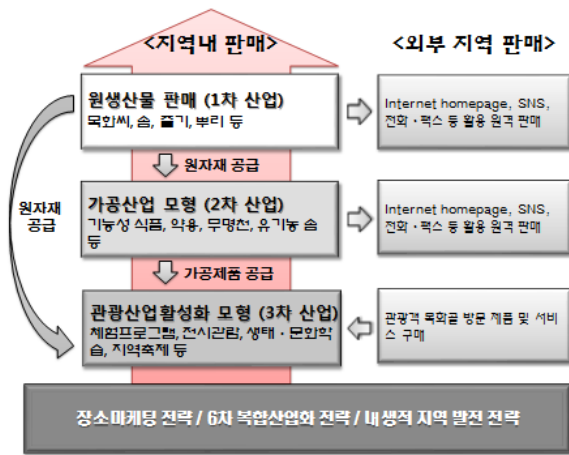 <지역내 판매>
<외부 지역 판매>
원생산물 판매 (1차 산업)
목화씨, 솜, 줄기, 뿌리 등
Internet homepage, SNS,
전화・팩스 등 활용 원격 판매
원자재 공급
원자재
공급
가공산업 모형 (2차 산업)
기능성 식품, 약용, 무명천, 유기농 솜
등
Internet homepage, SNS,
전화・팩스 등 활용 원격 판매
가공제품 공급
관광산업활성화 모형 (3차 산업)
체험프로그램, 전시관람, 생태・문화학
습, 지역축제 등
관광객 목화골 방문 제품 및 서비
스 구매
장소마케팅 전략 / 6차 복합산업화 전략 / 내생적 지역 발전 전략